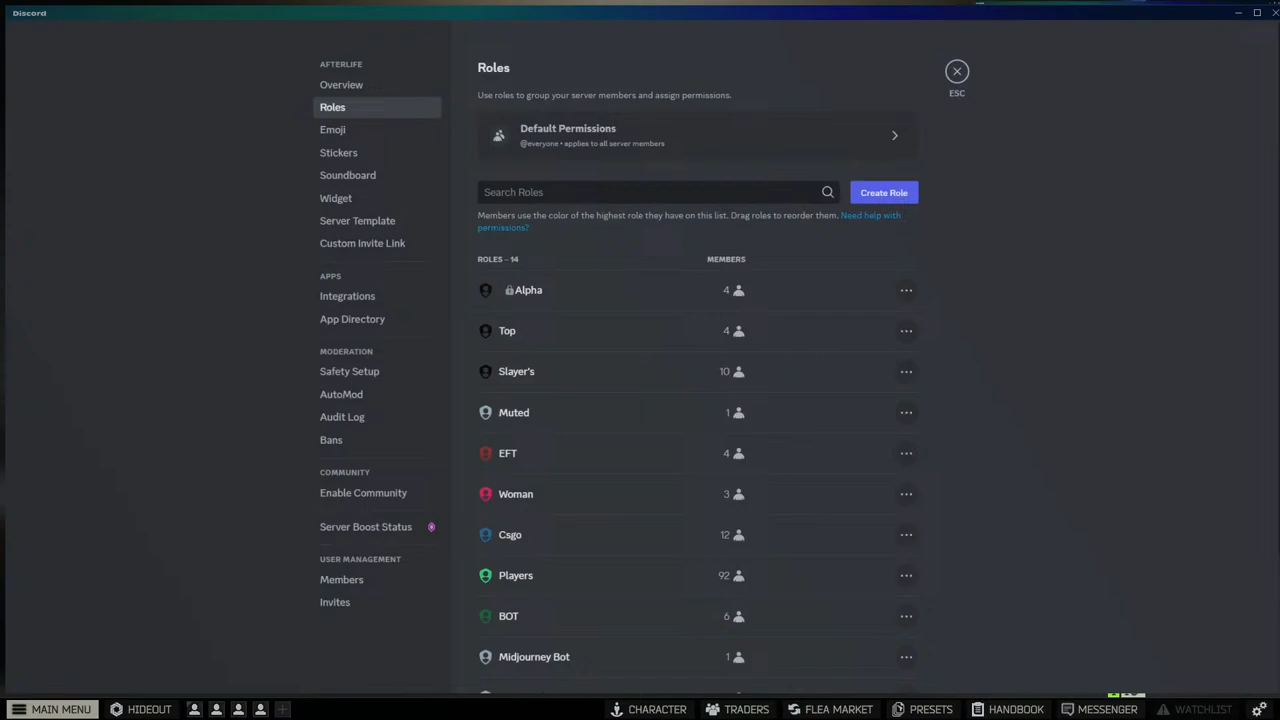 Discord
AFTERLIFE
Overview
Roles
Emoji
Stickers
Soundboard
Widget
Server Template
Custom Invite Link
APPS
Integrations
App Directory
MODERATION
Safety Setup
AutoMod
Audit Log
Bans
COMMUNITY
Enable Community
Server Boost Status
USER MANAGEMENT
Members
Invites
Roles
ESC
Use roles to group your server members and assign permissions.
Default Permissions
@everyone • applies to all server members
Search Roles
Create Role
Members use the color of the highest role they have on this list. Drag roles to reorder them. Need help with
permissions?
ROLES - 14 MEMBERS
Alpha 4
Top 4
Slayer's 10
Muted 1
EFT 4
Woman 3
Csgo 12
Players 92
BOT 6
Midjourney Bot 1
MAIN MENU HIDEOUT CHARACTER TRADERS FLEA MARKET PRESETS HANDBOOK MESSENGER WATCHLIST